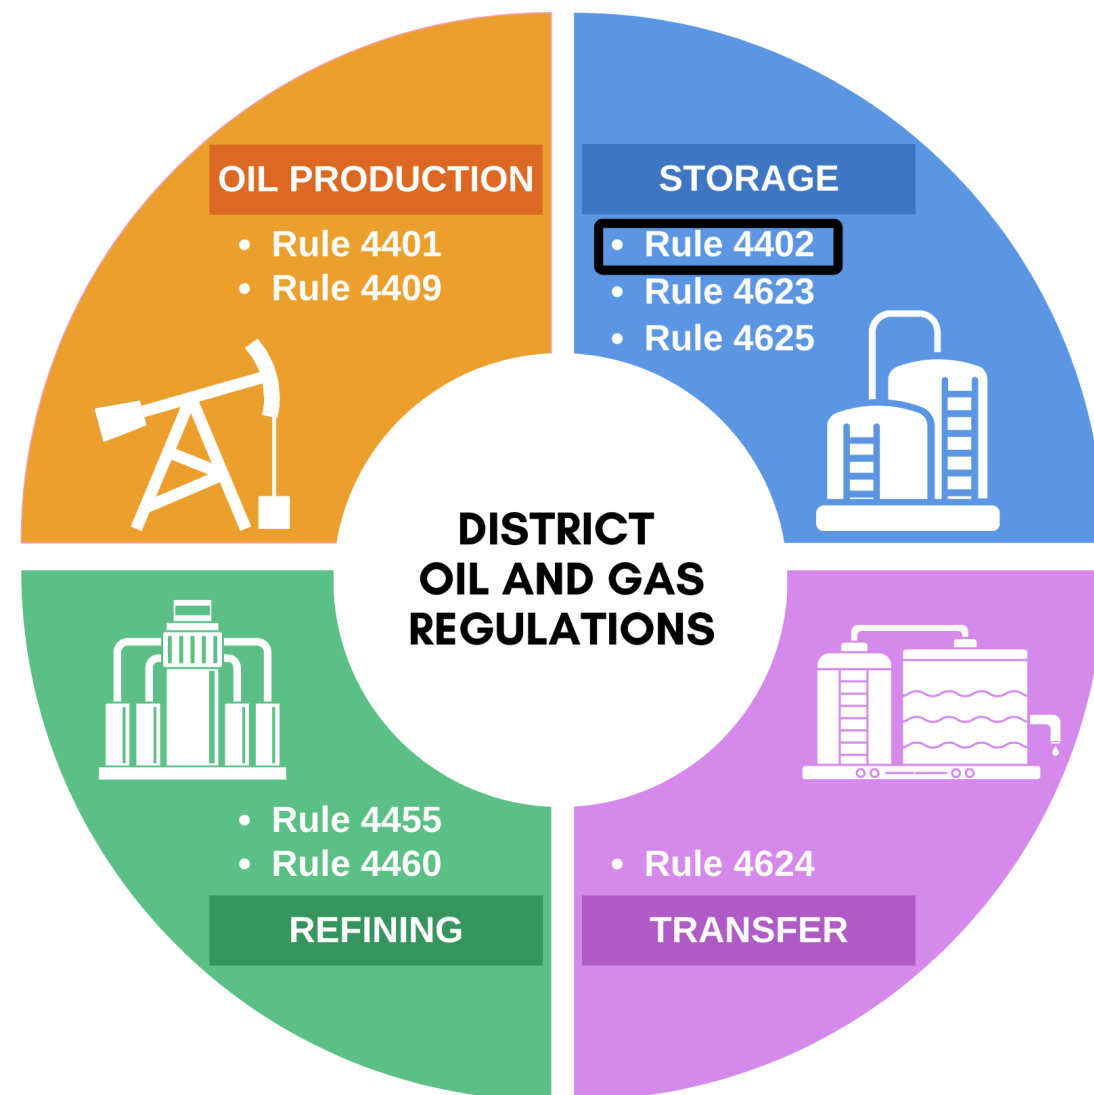 OIL PRODUCTION
• Rule 4401
• Rule 4409
STORAGE
• Rule 4402
• Rule 4623
• Rule 4625
DISTRICT
OIL AND GAS
REGULATIONS
• Rule 4455
• Rule 4460
REFINING
• Rule 4624
TRANSFER